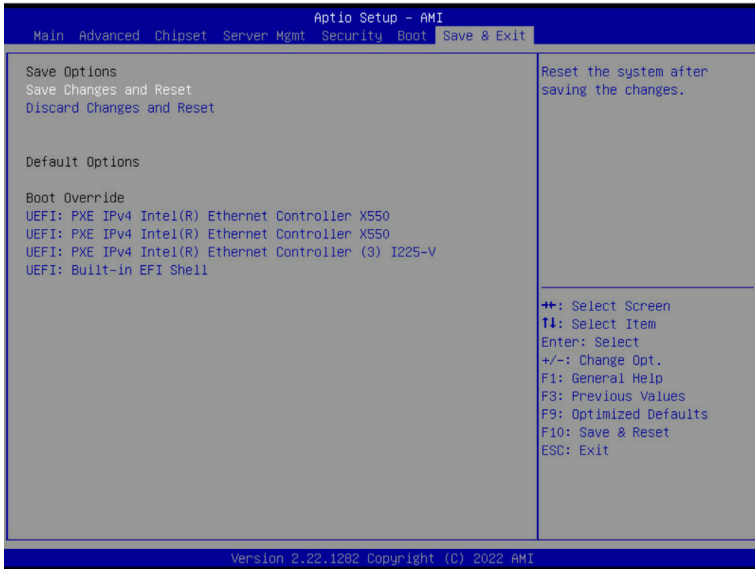 Aptio Setup - AMI
Main Advanced Chipset Server Mgmt Security Boot Save & Exit
Save Options
Save Changes and Reset
Discard Changes and Reset
Default Options
Boot Override
UEFI: PXE IPv4 Intel(R) Ethernet Controller X550
UEFI: PXE IPv4 Intel(R) Ethernet Controller X550
UEFI: PXE IPv4 Intel(R) Ethernet Controller (3) I225-V
UEFI: Built-in EFI Shell
Reset the system after
saving the changes.
→←: Select Screen
↑↓: Select Item
Enter: Select
+/-: Change Opt.
F1: General Help
F3: Previous Values
F9: Optimized Defaults
F10: Save & Reset
ESC: Exit
Version 2.22.1282 Copyright (C) 2022 AMI